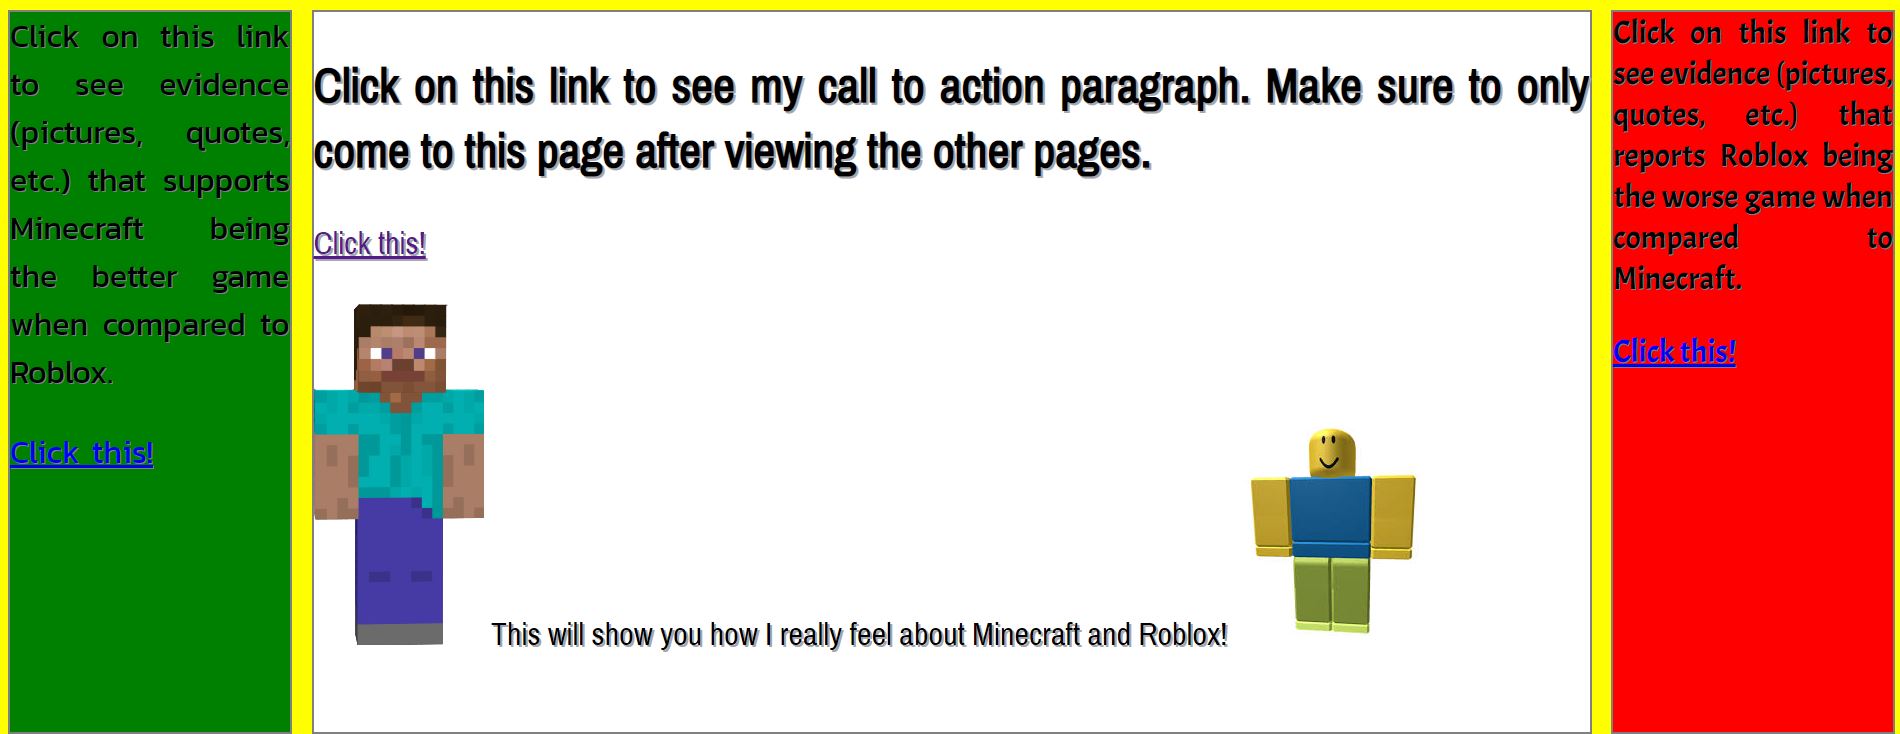 Click on this link
to see evidence
(pictures, quotes,
etc.) that supports
Minecraft being
the better game
when compared to
Roblox.
Click this!
Click on this link to see my call to action paragraph. Make sure to only
come to this page after viewing the other pages.
Click this!
This will show you how I really feel about Minecraft and Roblox!
Click on this link to
see evidence (pictures,
quotes, etc.) that
reports Roblox being
the worse game when
compared to
Minecraft.
Click this!